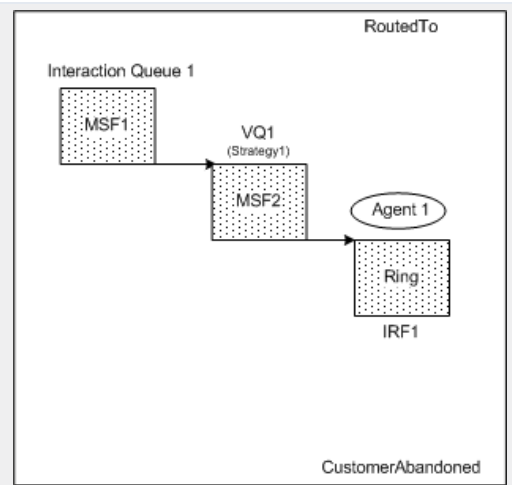 RoutedTo
Interaction Queue 1
MSF1
VQ1
(Strategy1)
MSF2
Agent 1
Ring
IRF1
CustomerAbandoned